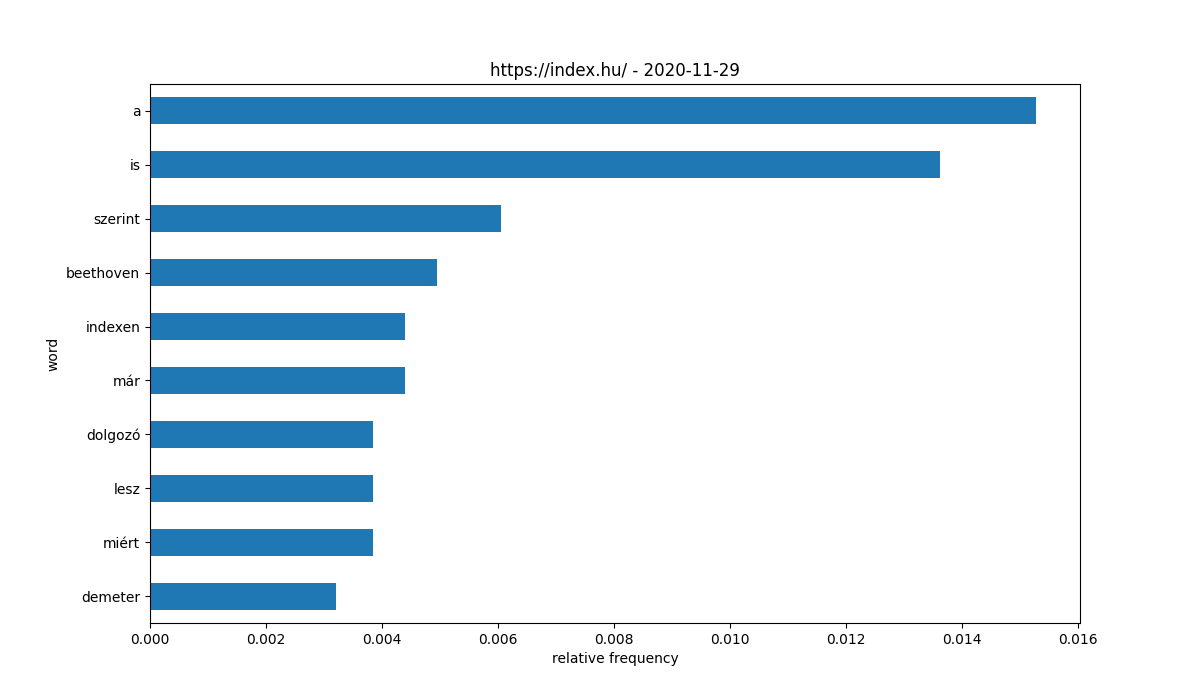 https://index.hu/ - 2020-11-29
a
is
szerint
beethoven
indexen
már
dolgozó
lesz
miért
demeter
word
0.000 0.002 0.004 0.006 0.008 0.010 0.012 0.014 0.016
relative frequency